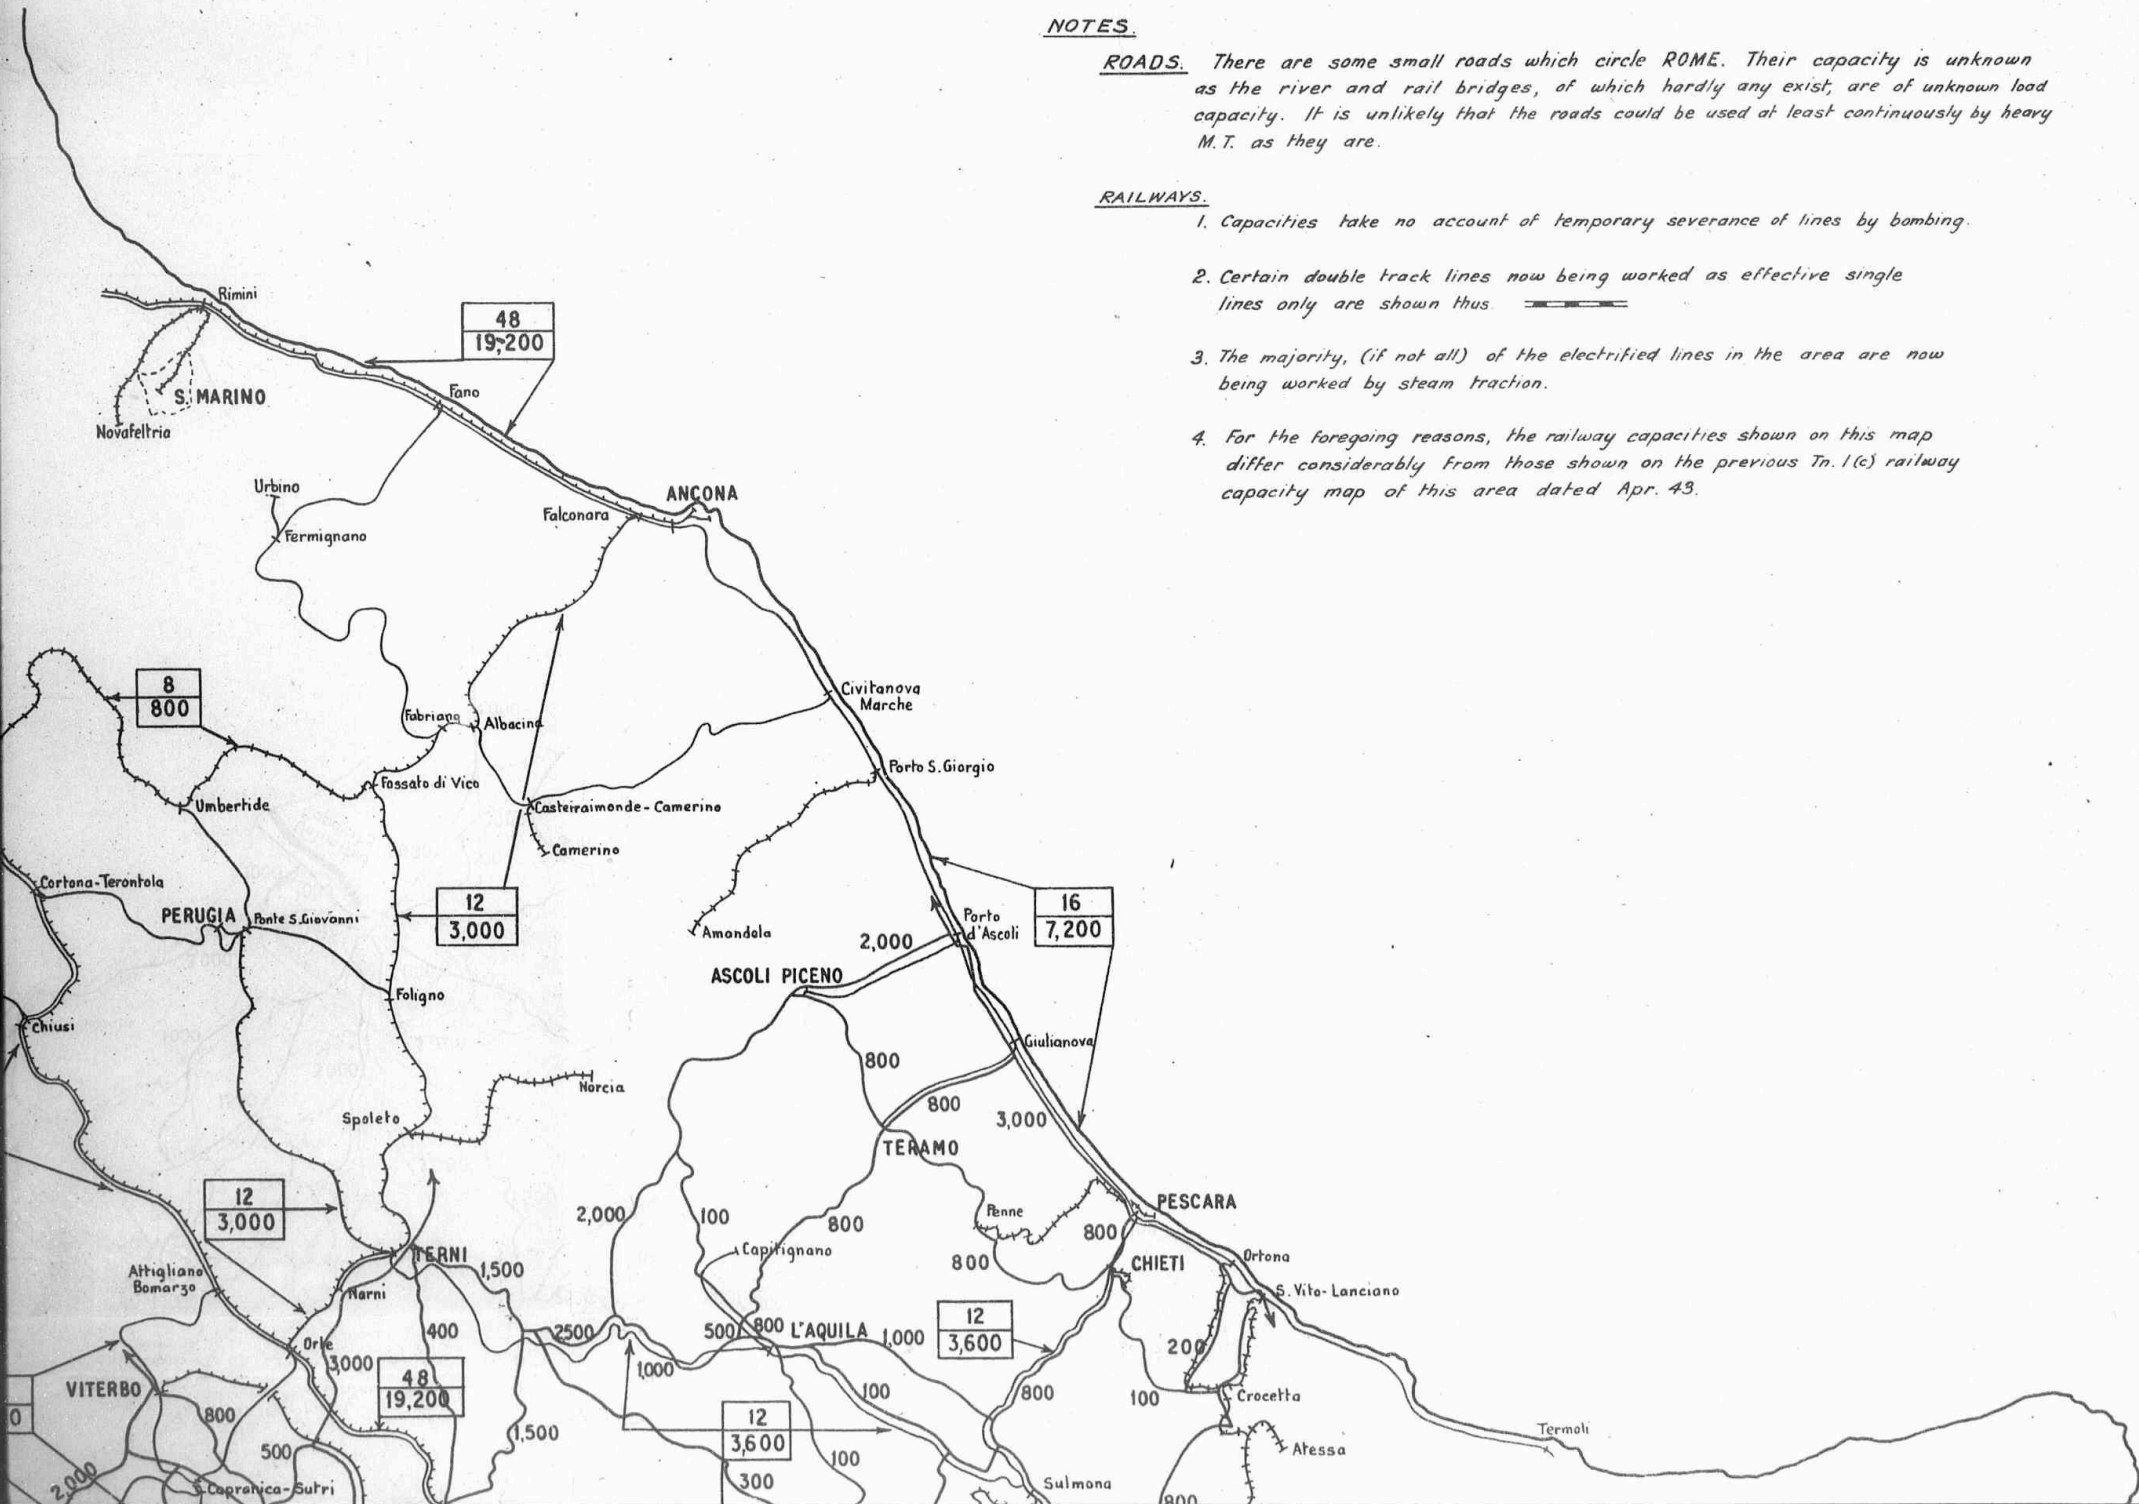 NOTES.
ROADS. There are some small roads which circle ROME. Their capacity is unknown
as the river and rail bridges, of which hardly any exist, are of unknown load
capacity. It is unlikely that the roads could be used at least continuously by heavy
M.T. as they are.
RAILWAYS.
1. Capacities take no account of temporary severance of lines by bombing.
2. Certain double track lines now being worked as effective single
lines only are shown thus
3. The majority, (if not all) of the electrified lines in the area are now
being worked by steam traction.
4. For the foregoing reasons, the railway capacities shown on this map
differ considerably from those shown on the previous Tn. 1(c) railway
capacity map of this area dated Apr. 43.
Rimini
48
19,200
S. MARINO
Fano
Novafeltria
Urbino
ANCONA
Falconara
Fermignano
8
800
Civitanova
Marche
Fabriano
Albacina
Porto S. Giorgio
Fossato di Vico
Umbertide
Casteiraimonde - Camerino
Camerino
Cortona-Terontola
12
3,000
16
7,200
PERUGIA
Ponte S. Giovanni
Amandola
Porto
d'Ascoli
2,000
ASCOLI PICENO
Foligno
Chiusi
Giulianova
800
Norcia
800
3,000
Spoleto
TERAMO
12
3,000
2,000
100
800
Penne
PESCARA
800
Capitignano
TERNI
1,500
800
CHIETI
Ortona
Attigliano
Bomarzo
Narni
S. Vito-Lanciano
400
2500
500
800
L'AQUILA
1,000
12
3,600
Orte
3,000
1,000
200
48
19,200
VITERBO
100
800
100
Crocetta
0
800
12
3,600
1,500
Termoli
500
100
Atessa
2,000
300
Capranica-Sutri
Sulmona
800